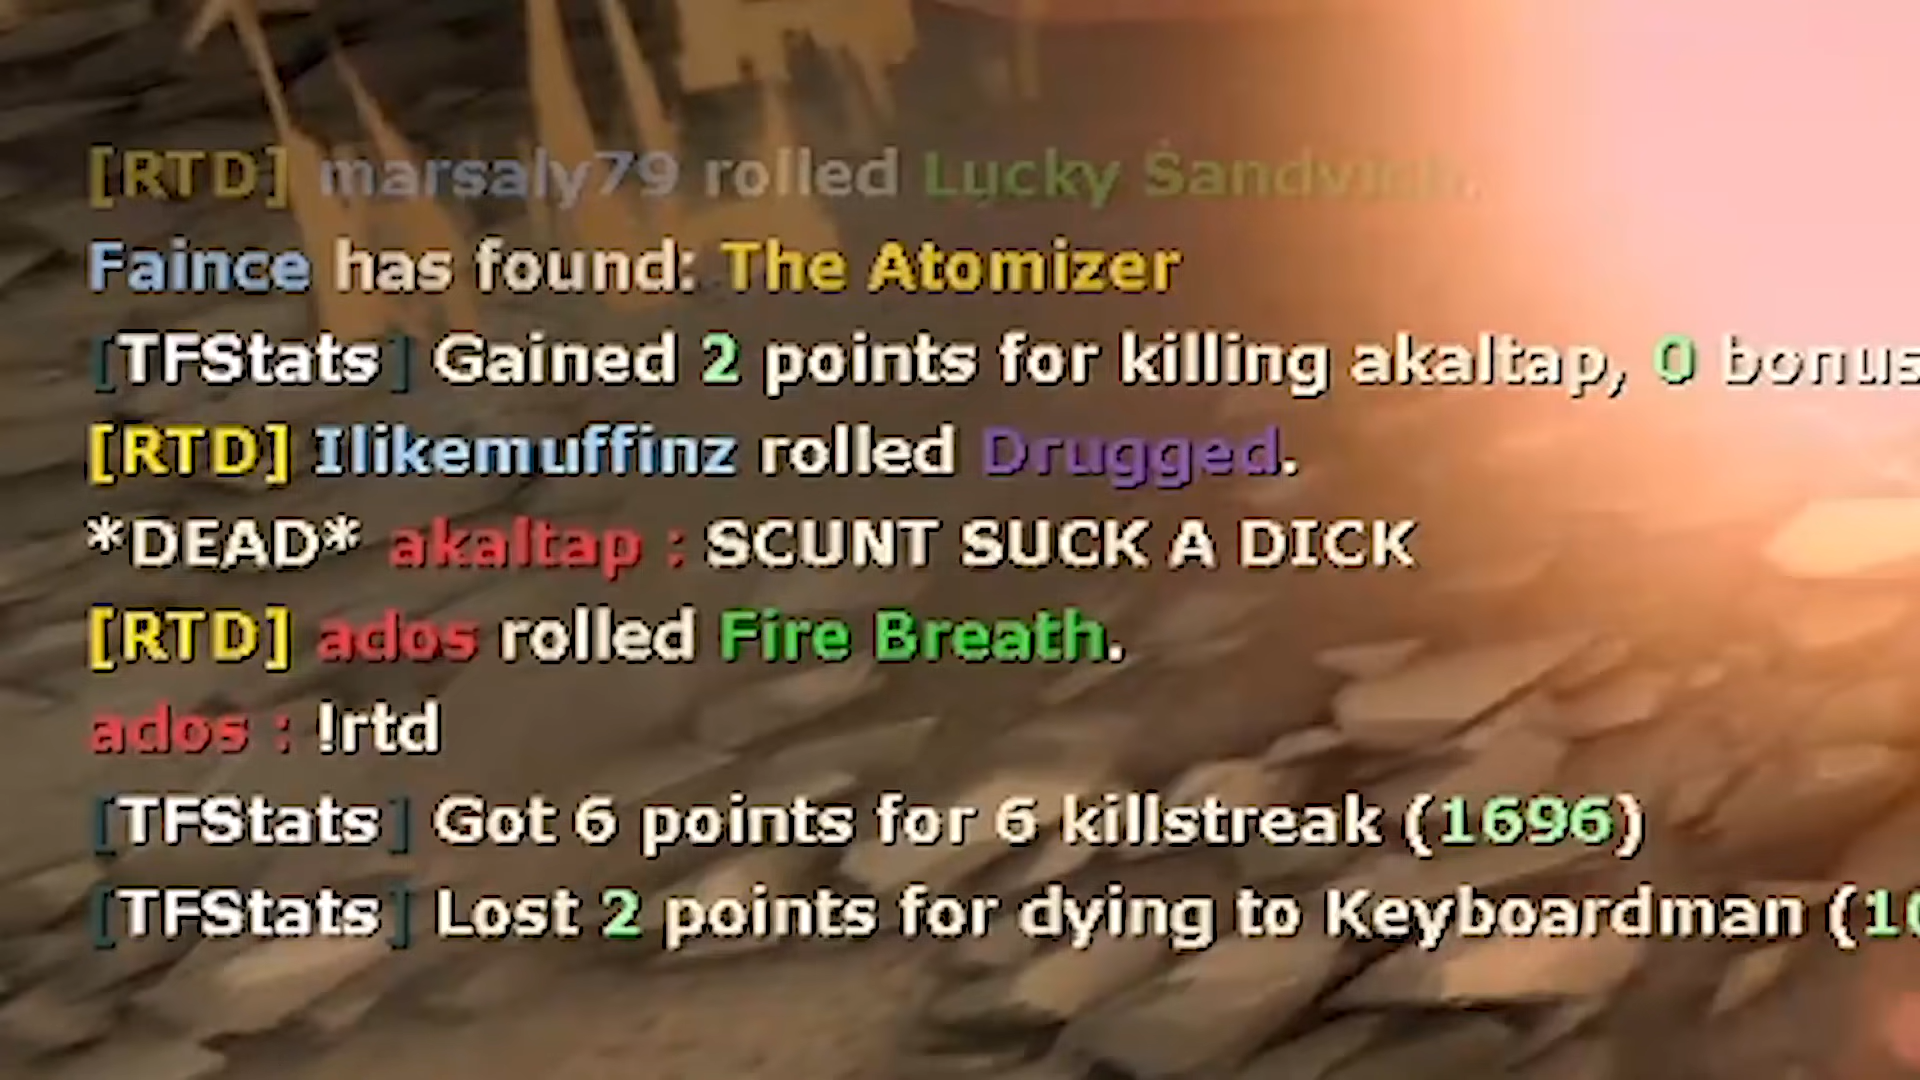 [RTD] marsaly79 rolled Lucky Sandvich.
Faince has found: The Atomizer
[TFStats] Gained 2 points for killing akaltap, 0 bonus
[RTD] Ilikemuffinz rolled Drugged.
*DEAD* akaltap : SCUNT SUCK A DICK
[RTD] ados rolled Fire Breath.
ados : !rtd
[TFStats] Got 6 points for 6 killstreak (1696)
[TFStats] Lost 2 points for dying to Keyboardman (